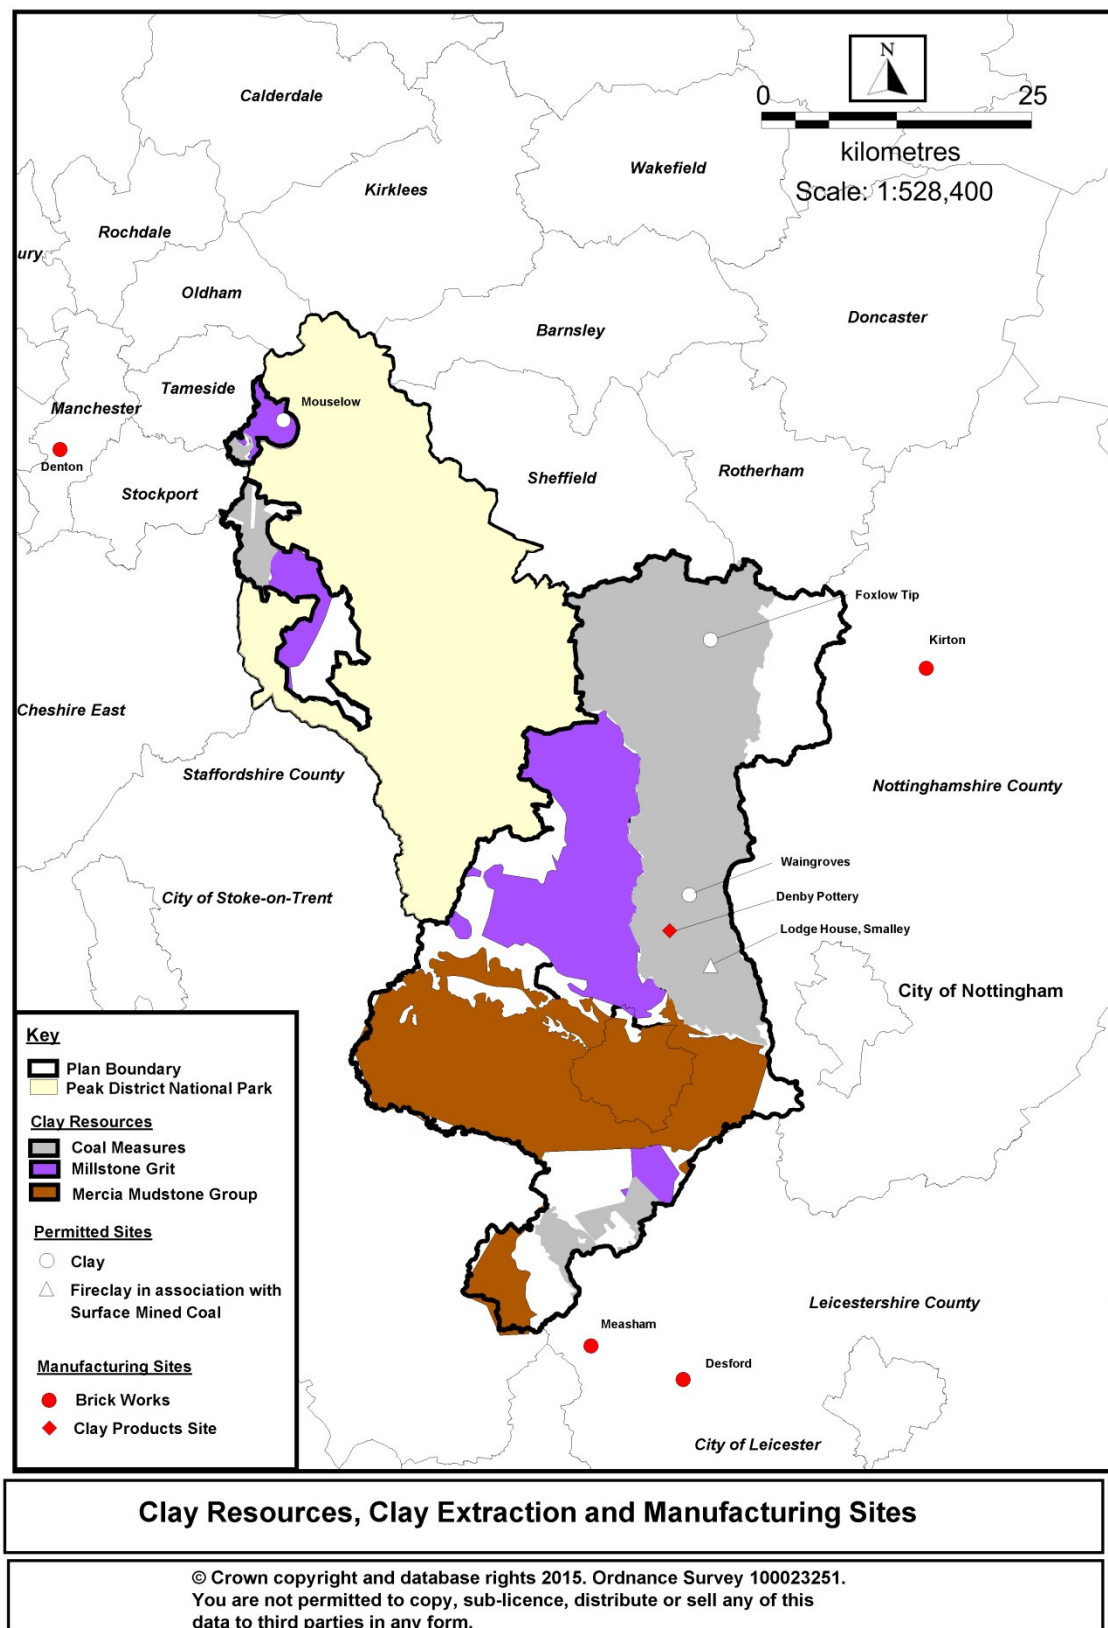 N
0 25
kilometres
Scale: 1:528,400
Calderdale
Wakefield
Kirklees
Rochdale
ury
Oldham
Doncaster
Barnsley
Tameside
Mouselow
Manchester
Denton
Rotherham
Sheffield
Stockport
Foxlow Tip
Kirton
Cheshire East
Staffordshire County
Nottinghamshire County
Waingroves
City of Stoke-on-Trent
Denby Pottery
Lodge House, Smalley
City of Nottingham
Key
Plan Boundary
Peak District National Park
Clay Resources
Coal Measures
Millstone Grit
Mercia Mudstone Group
Permitted Sites
Clay
Fireclay in association with
Surface Mined Coal
Manufacturing Sites
Brick Works
Clay Products Site
Leicestershire County
Measham
Desford
City of Leicester
Clay Resources, Clay Extraction and Manufacturing Sites
© Crown copyright and database rights 2015. Ordnance Survey 100023251.
You are not permitted to copy, sub-licence, distribute or sell any of this
data to third parties in any form.